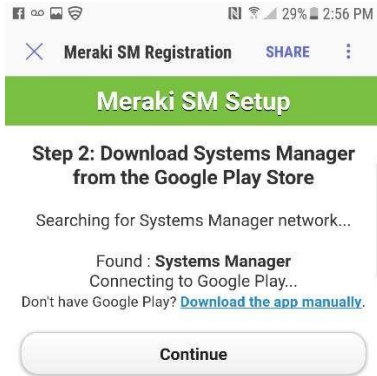 29% 2:56 PM
Meraki SM Registration SHARE
Meraki SM Setup
Step 2: Download Systems Manager
from the Google Play Store
Searching for Systems Manager network...
Found : Systems Manager
Connecting to Google Play...
Don't have Google Play? Download the app manually.
Continue